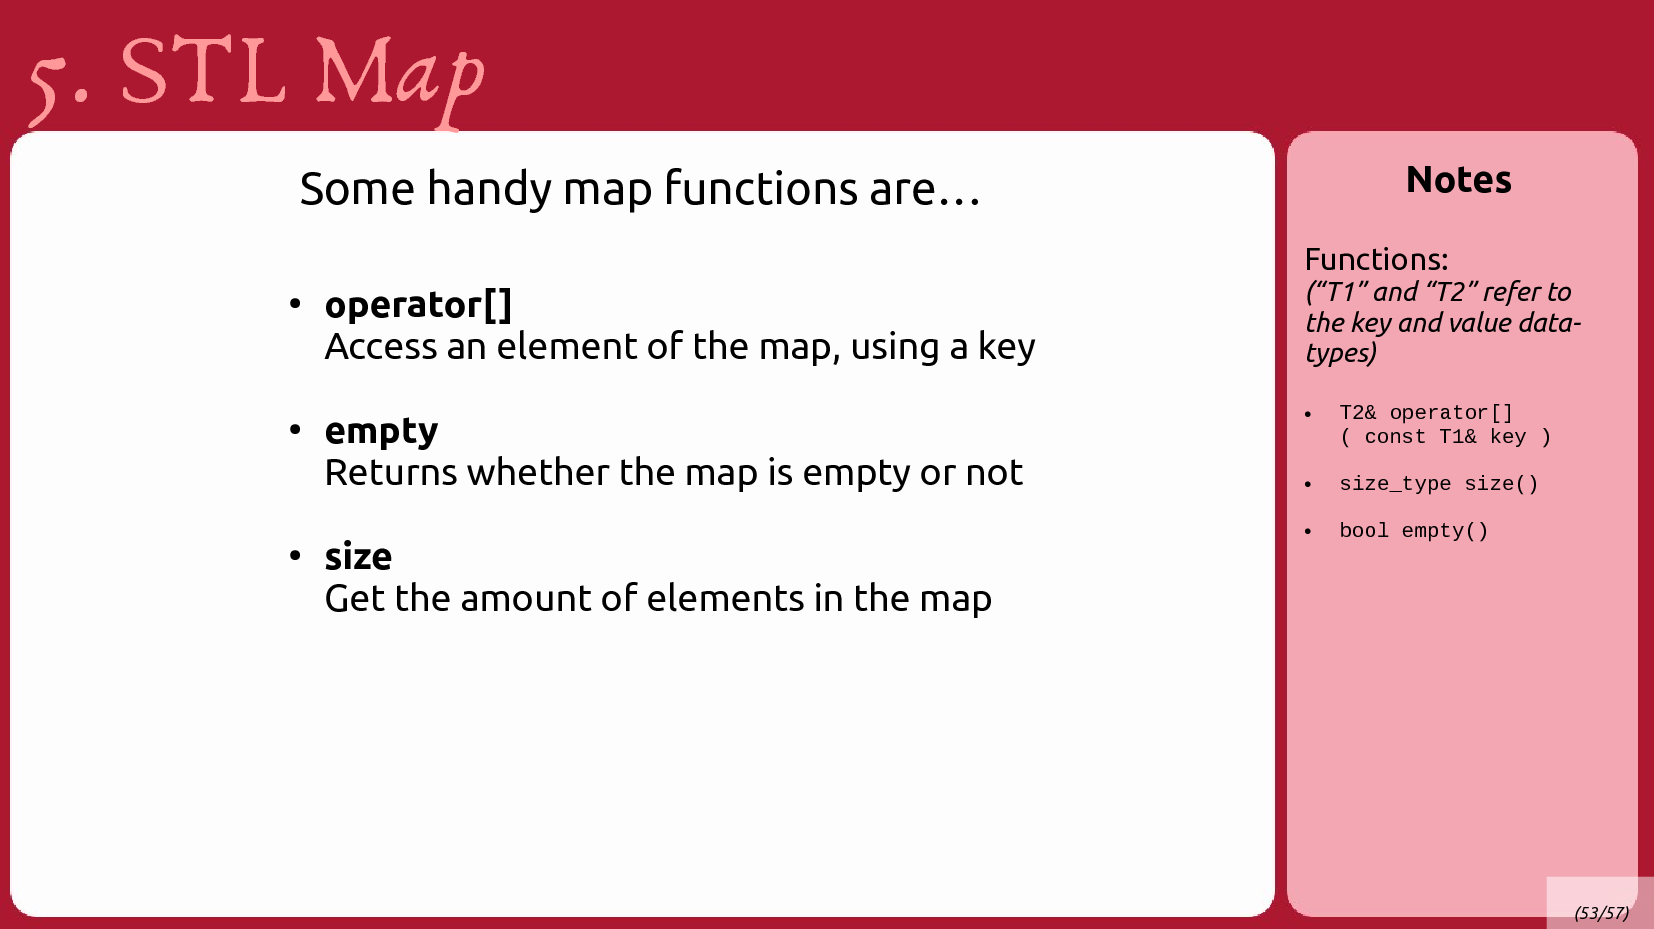 5. STL Map
Some handy map functions are…
• operator[]
Access an element of the map, using a key
• empty
Returns whether the map is empty or not
• size
Get the amount of elements in the map
Notes
Functions:
(“T1” and “T2” refer to
the key and value data-
types)
• T2& operator[]
( const T1& key )
• size_type size()
• bool empty()
(53/57)